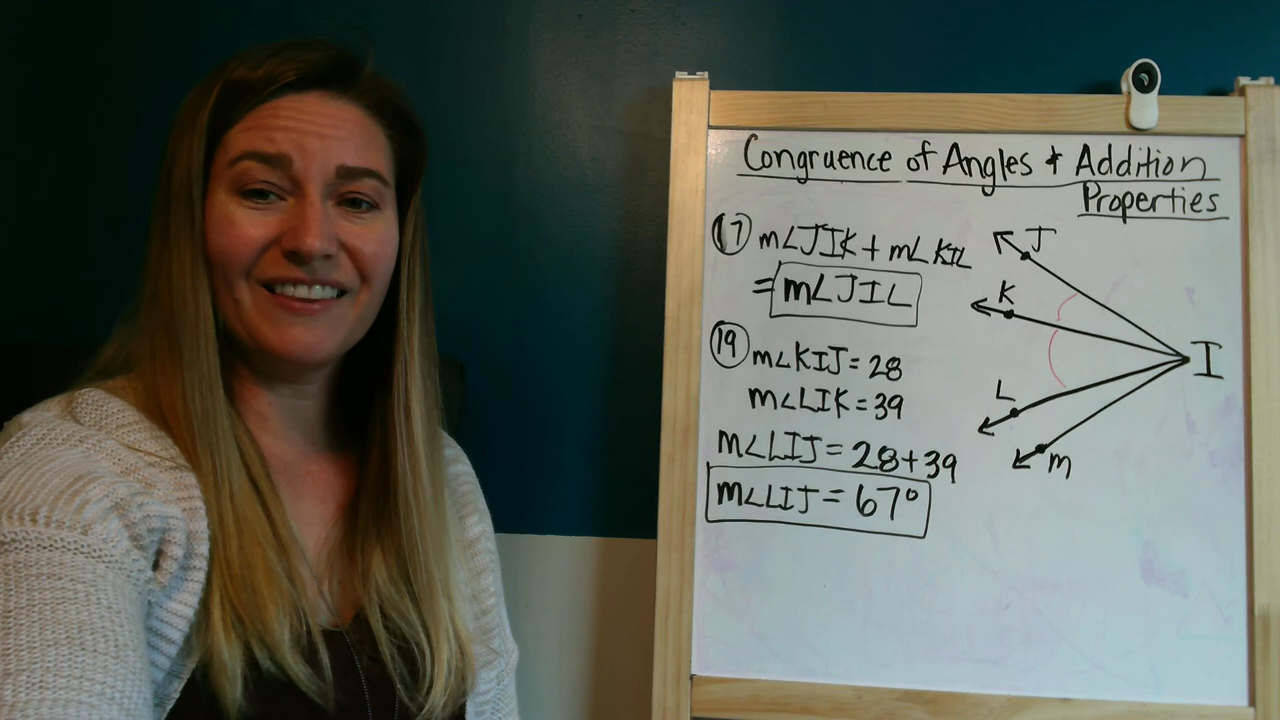 Congruence of Angles & Addition
Properties
17 m∠JIK + m∠KIL
= m∠JIL
19 m∠KIJ = 28
m∠LIK = 39
m∠LIJ = 28+39
m∠LIJ = 67°
J
K
I
L
m